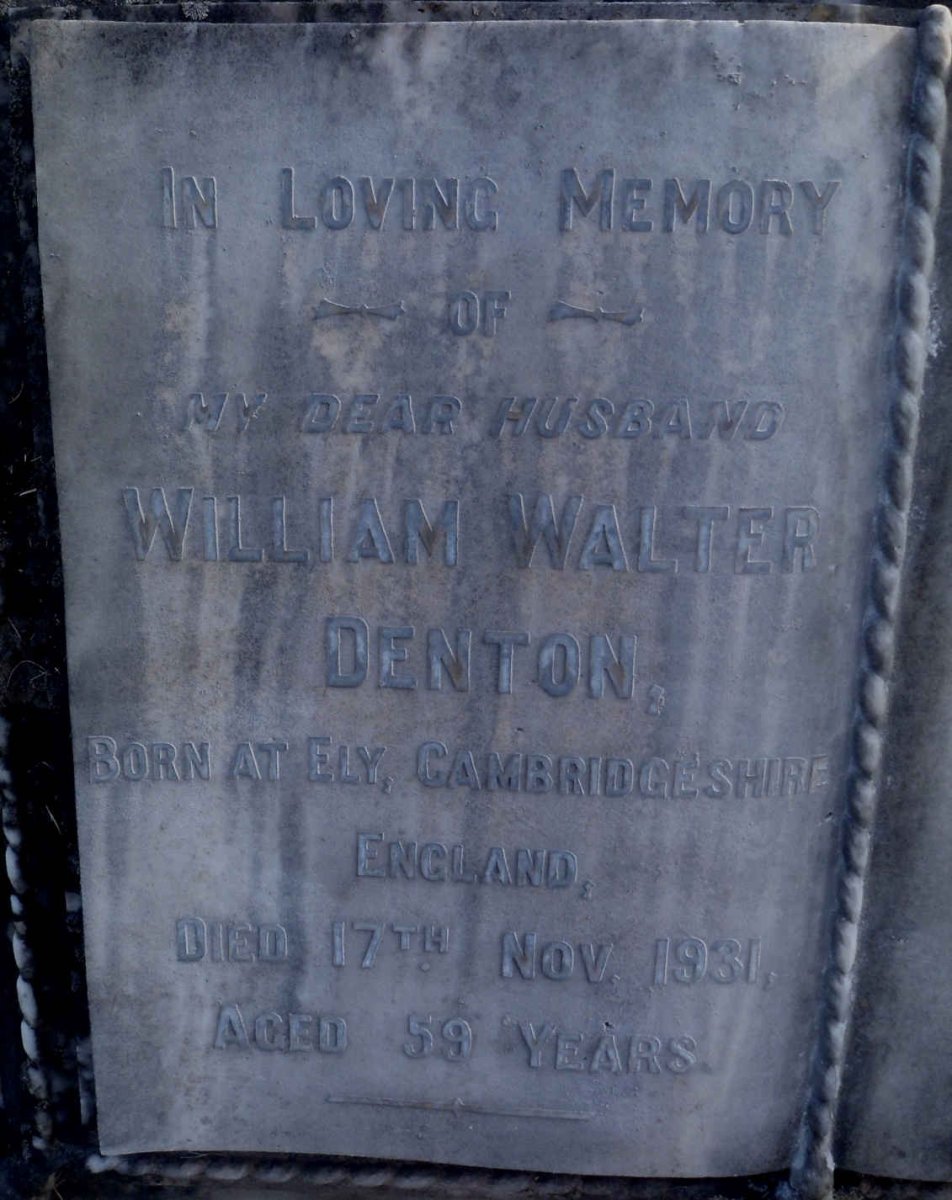 IN LOVING MEMORY
OF
MY DEAR HUSBAND
WILLIAM WALTER
DENTON,
BORN AT ELY, CAMBRIDGESHIRE
ENGLAND,
DIED 17TH NOV. 1931,
AGED 59 YEARS.